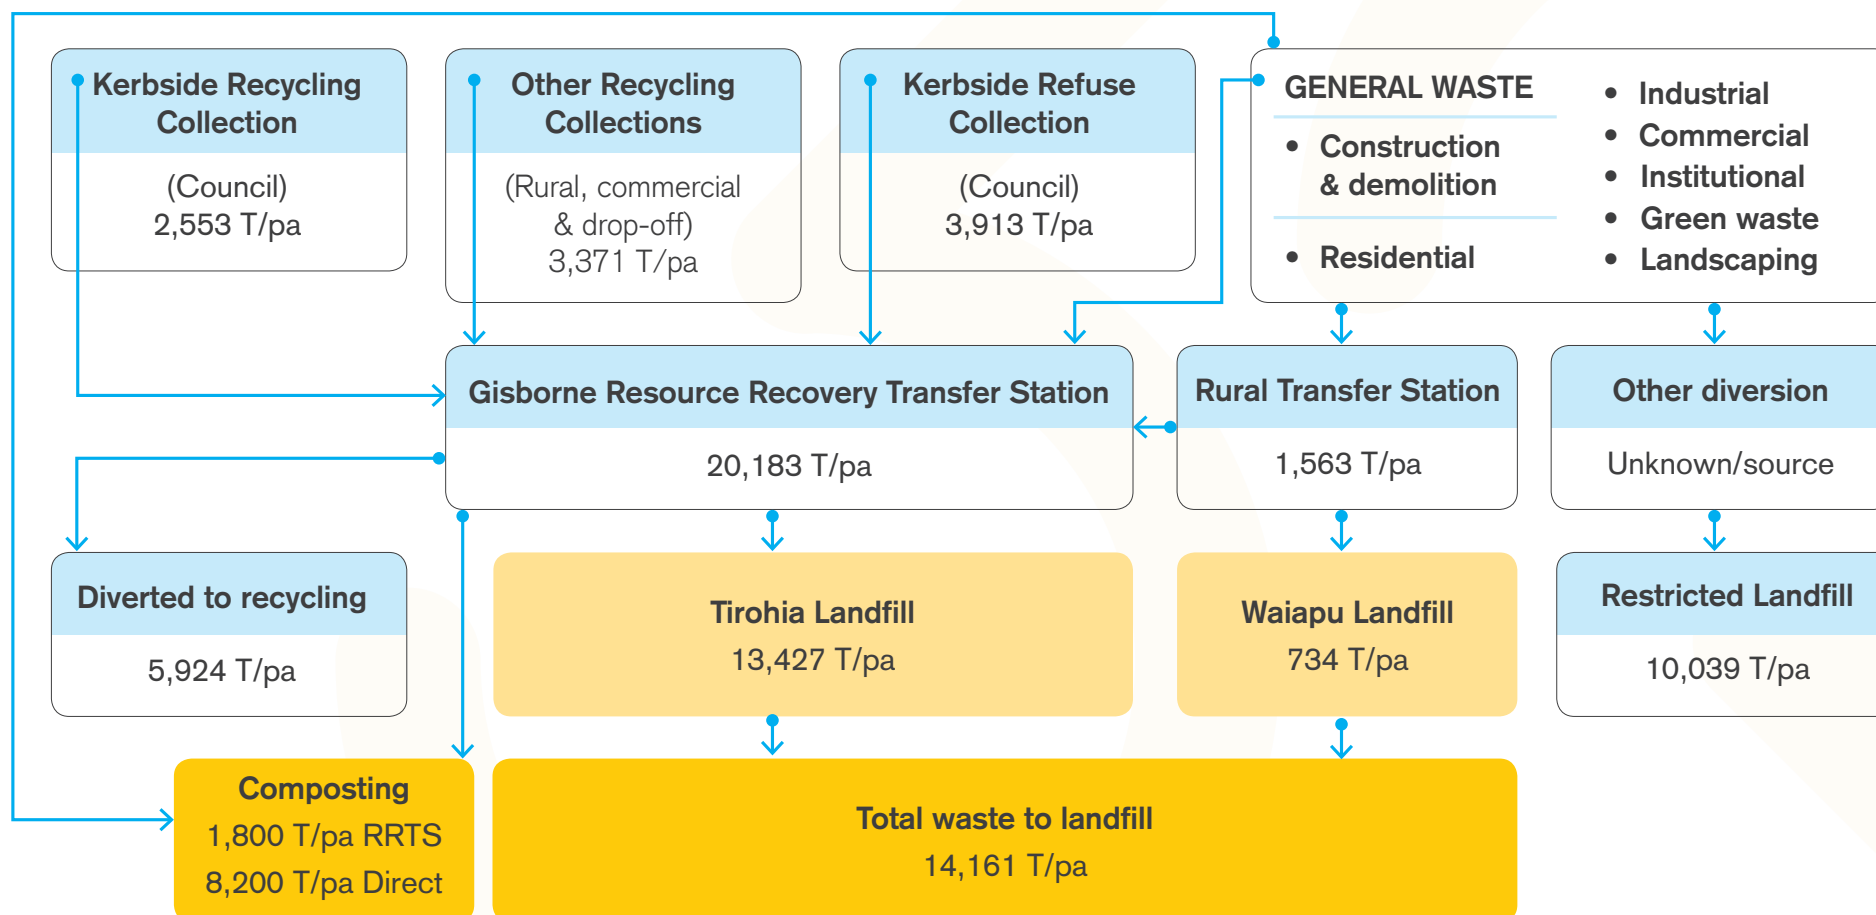 Kerbside Recycling
Collection
(Council)
2,553 T/pa
Other Recycling
Collections
(Rural, commercial
& drop-off)
3,371 T/pa
Kerbside Refuse
Collection
(Council)
3,913 T/pa
GENERAL WASTE
• Construction
& demolition
• Residential
• Industrial
• Commercial
• Institutional
• Green waste
• Landscaping
Gisborne Resource Recovery Transfer Station
20,183 T/pa
Rural Transfer Station
1,563 T/pa
Other diversion
Unknown/source
Diverted to recycling
5,924 T/pa
Tirohia Landfill
13,427 T/pa
Waiapu Landfill
734 T/pa
Restricted Landfill
10,039 T/pa
Composting
1,800 T/pa RRTS
8,200 T/pa Direct
Total waste to landfill
14,161 T/pa